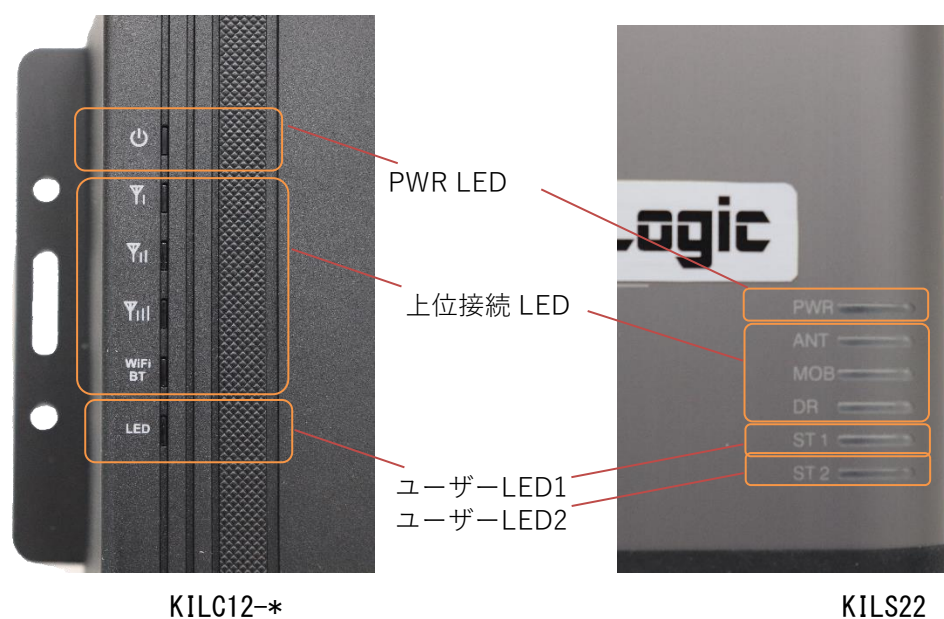 PWR LED
上位接続 LED
WiFi
BT
LED
ユーザーLED1
ユーザーLED2
Logic
PWR
ANT
MOB
DR
ST 1
ST 2
KILC12-*
KILS22